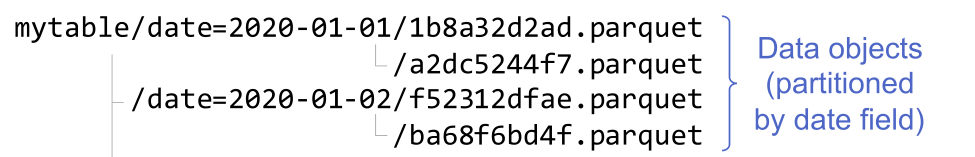 mytable/date=2020-01-01/1b8a32d2ad.parquet
/a2dc5244f7.parquet
/date=2020-01-02/f52312dfae.parquet
/ba68f6bd4f.parquet
Data objects
(partitioned
by date field)